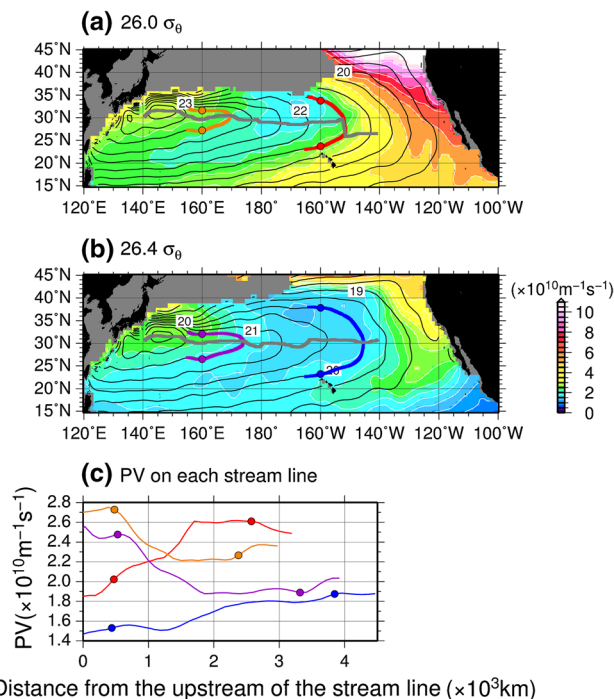 (a) 26.0 σθ
45°N
40°N
35°N
30°N
25°N
20°N
15°N
20
23
22
0
120°E 140°E 160°E 180° 160°W 140°W 120°W 100°W
(b) 26.4 σθ
45°N
40°N
35°N
30°N
25°N
20°N
15°N
19
20
21
20
120°E 140°E 160°E 180° 160°W 140°W 120°W 100°W
(×10¹⁰m⁻¹s⁻¹)
10
8
6
4
2
0
(c) PV on each stream line
PV(×10¹⁰m⁻¹s⁻¹)
2.8
2.6
2.4
2.2
2.0
1.8
1.6
1.4
0 1 2 3 4
Distance from the upstream of the stream line (×10³km)